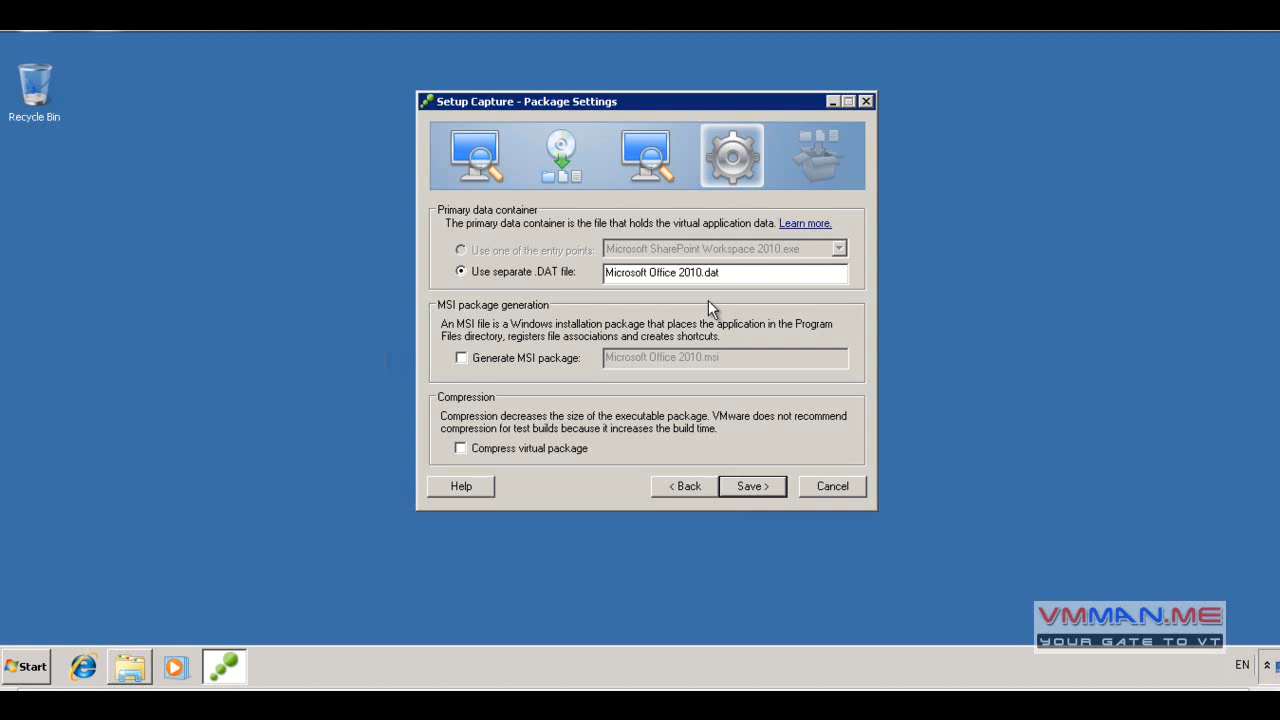 Recycle Bin
Setup Capture - Package Settings
Primary data container
The primary data container is the file that holds the virtual application data. Learn more.
Use one of the entry points: Microsoft SharePoint Workspace 2010.exe
Use separate .DAT file: Microsoft Office 2010.dat
MSI package generation
An MSI file is a Windows installation package that places the application in the Program
Files directory, registers file associations and creates shortcuts.
Generate MSI package: Microsoft Office 2010.msi
Compression
Compression decreases the size of the executable package. VMware does not recommend
compression for test builds because it increases the build time.
Compress virtual package
Help < Back Save > Cancel
VMMAN.ME
YOUR GATE TO VT
Start EN